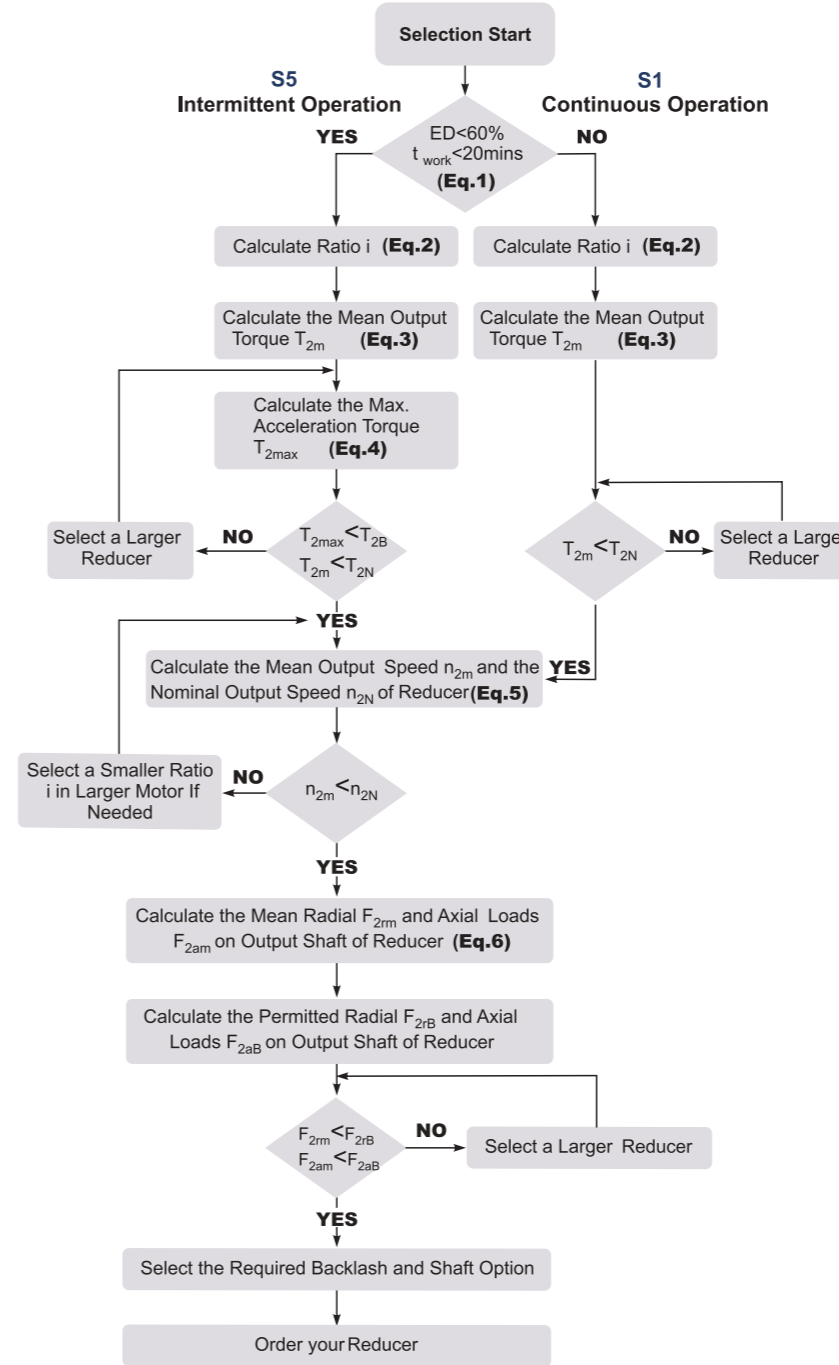 Selection Start
S5
Intermittent Operation
S1
Continuous Operation
YES
ED<60%
t work<20mins
(Eq.1)
NO
Calculate Ratio i (Eq.2)
Calculate Ratio i (Eq.2)
Calculate the Mean Output
Torque T2m (Eq.3)
Calculate the Mean Output
Torque T2m (Eq.3)
Calculate the Max.
Acceleration Torque
T2max (Eq.4)
Select a Larger
Reducer
NO
T2max<T2B
T2m<T2N
T2m<T2N
NO
Select a Large
Reducer
YES
Calculate the Mean Output Speed n2m and the
Nominal Output Speed n2N of Reducer(Eq.5)
YES
Select a Smaller Ratio
i in Larger Motor If
Needed
NO
n2m<n2N
YES
Calculate the Mean Radial F2rm and Axial Loads
F2am on Output Shaft of Reducer (Eq.6)
Calculate the Permitted Radial F2rB and Axial
Loads F2aB on Output Shaft of Reducer
F2rm<F2rB
F2am<F2aB
NO
Select a Larger Reducer
YES
Select the Required Backlash and Shaft Option
Order your Reducer